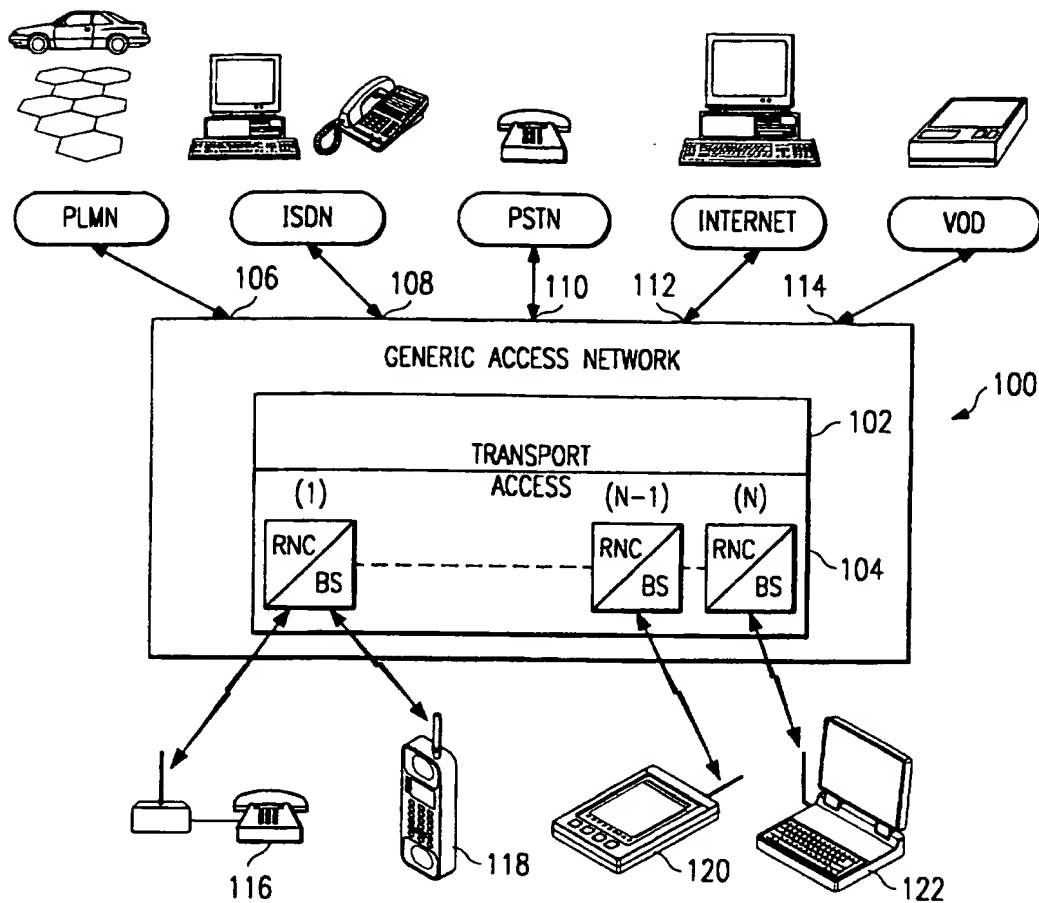 PLMN ISDN PSTN INTERNET VOD
106 108 110 112 114
GENERIC ACCESS NETWORK
100
102
TRANSPORT
ACCESS
(1) (N-1) (N)
RNC RNC RNC
104
BS BS BS
116 118 120 122